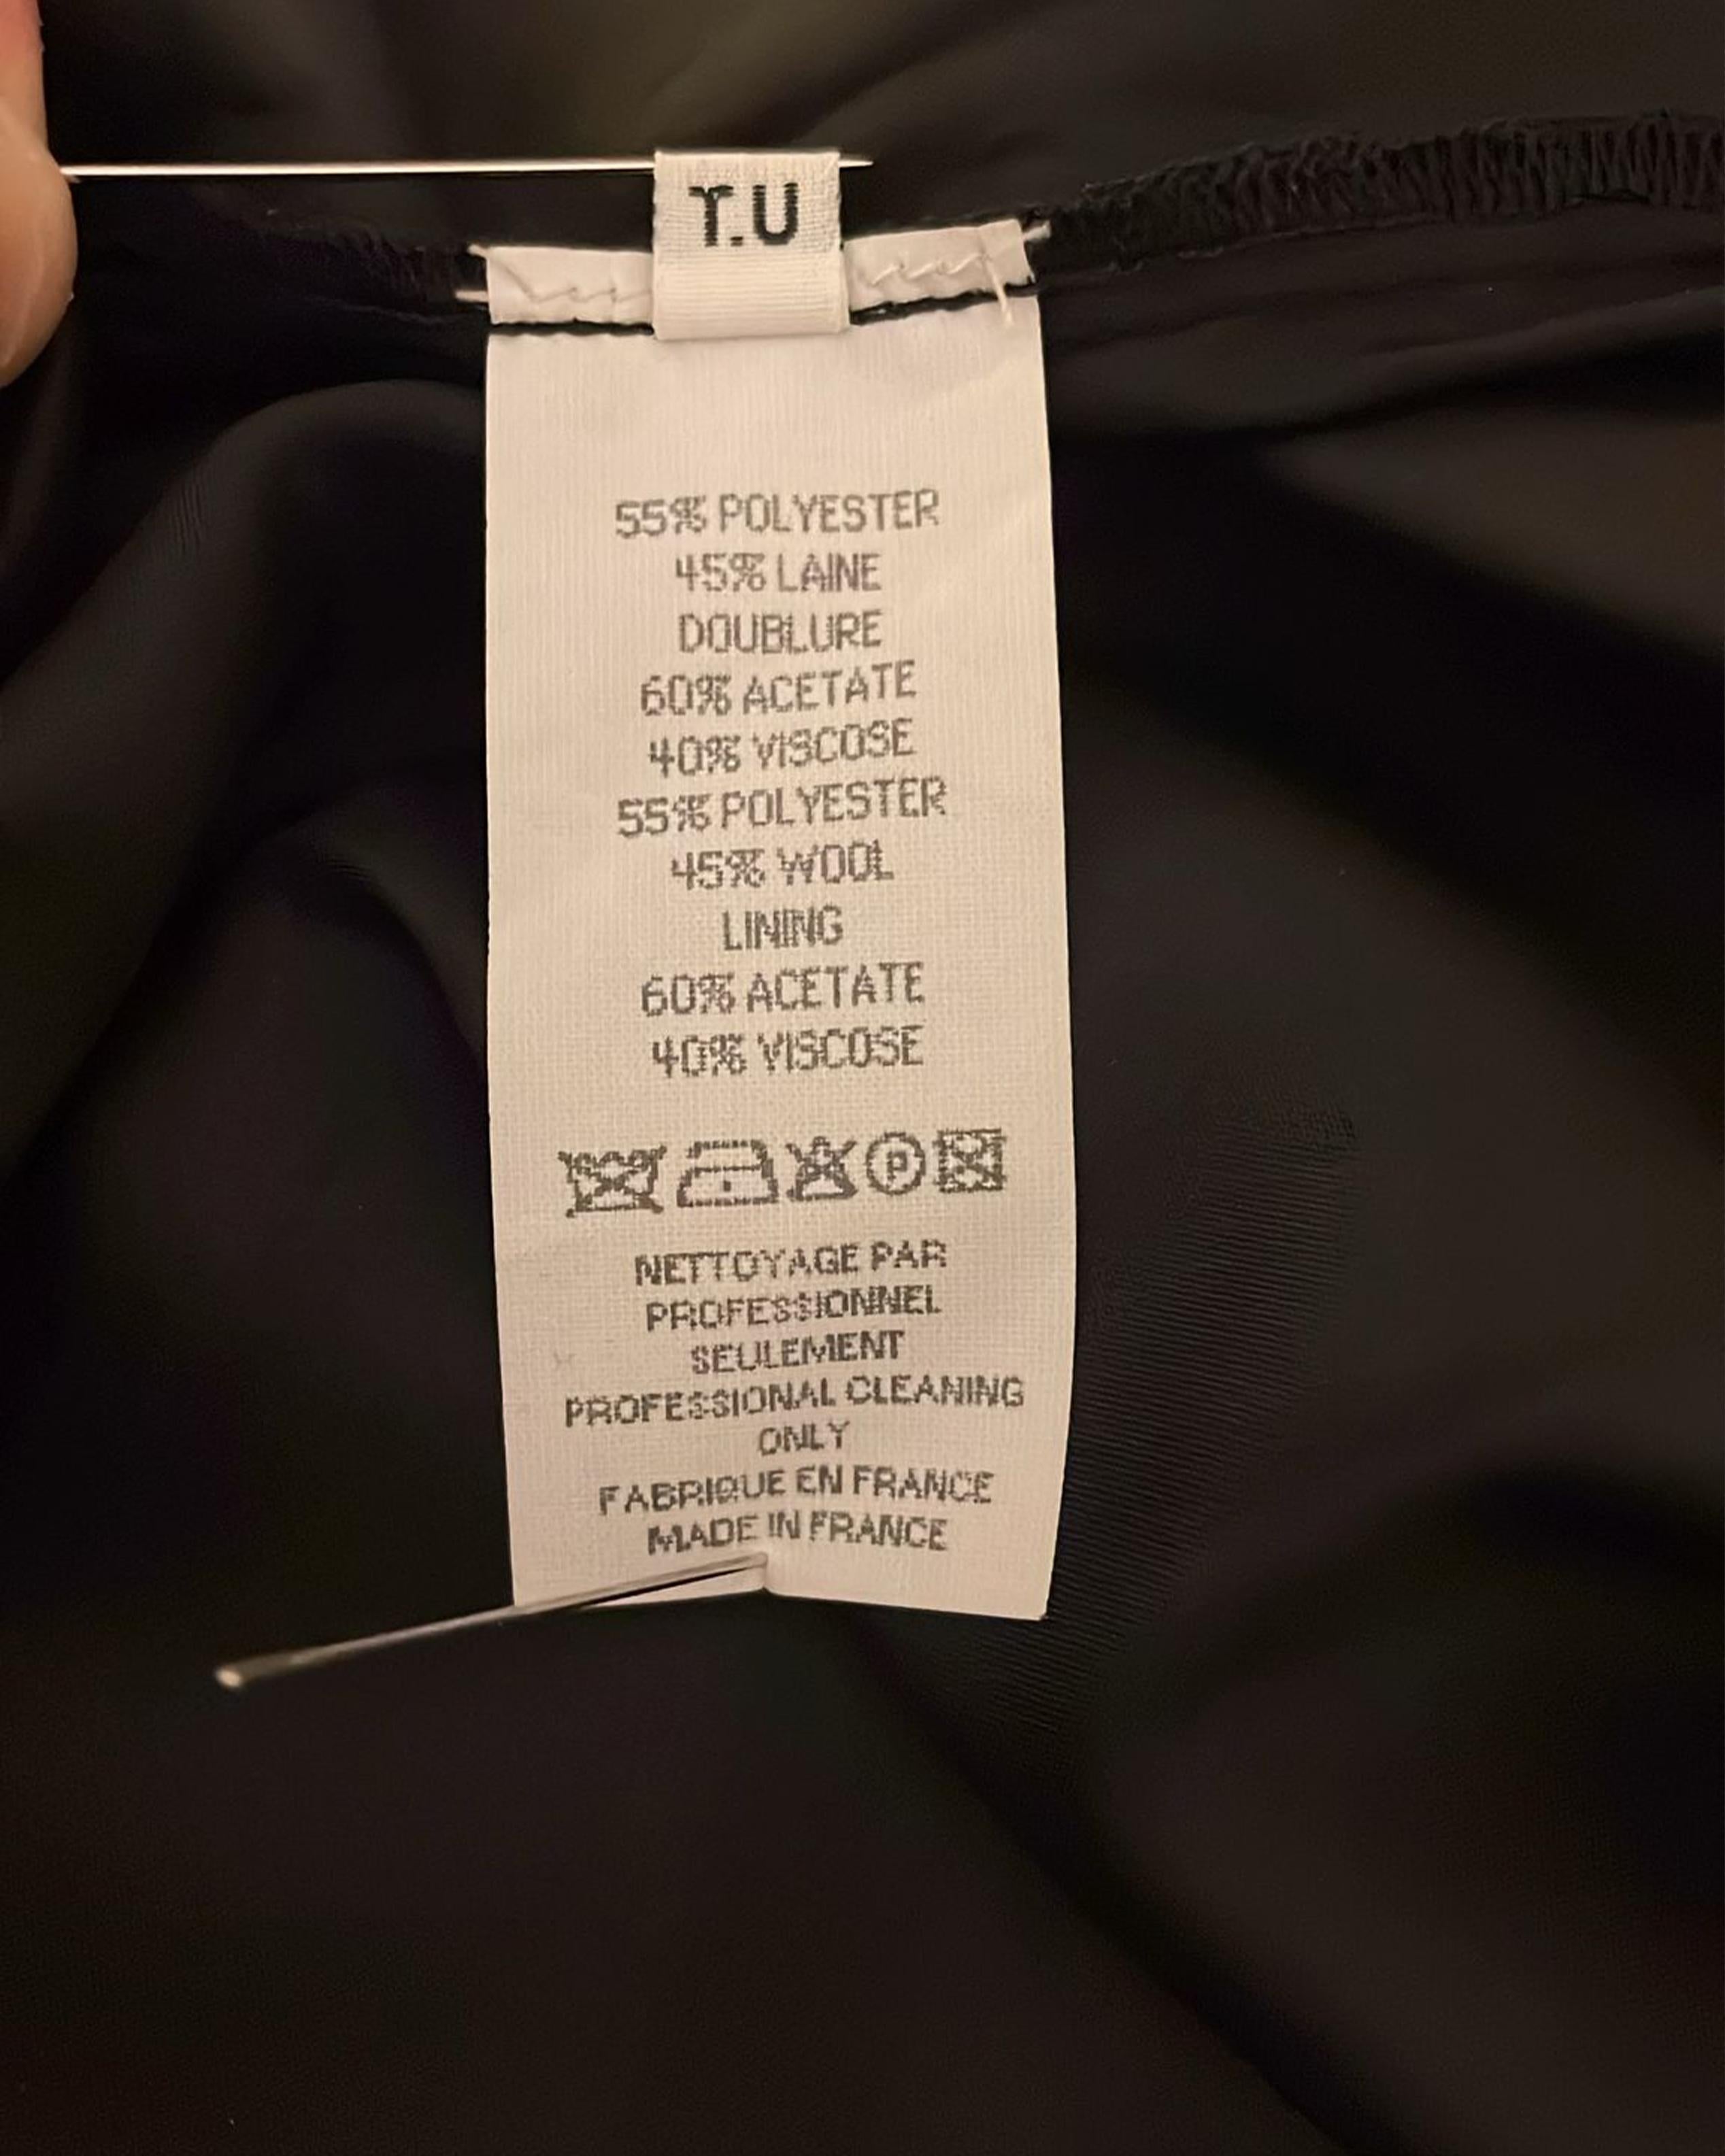 T.U
55% POLYESTER
45% LAINE
DOUBLURE
60% ACETATE
40% VISCOSE
55% POLYESTER
45% WOOL
LINING
60% ACETATE
40% VISCOSE
P
NETTOYAGE PAR
PROFESSIONNEL
SEULEMENT
PROFESSIONAL CLEANING
ONLY
FABRIQUE EN FRANCE
MADE IN FRANCE